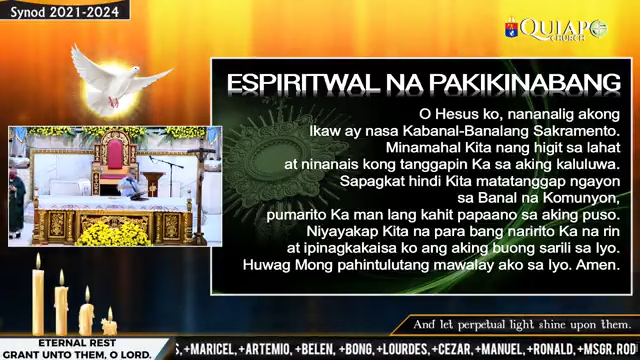 Synod 2021-2024
QUIAPO
CHURCH
ESPIRITWAL NA PAKIKINABANG
O Hesus ko, nananalig akong
Ikaw ay nasa Kabanal-Banalang Sakramento.
Minamahal Kita nang higit sa lahat
at ninanais kong tanggapin Ka sa aking kaluluwa.
Sapagkat hindi Kita matatanggap ngayon
sa Banal na Komunyon,
pumarito Ka man lang kahit papaano sa aking puso.
Niyayakap Kita na para bang naririto Ka na rin
at ipinagkakaisa ko ang aking buong sarili sa Iyo.
Huwag Mong pahintulutang mawalay ako sa Iyo. Amen.
And let perpetual light shine upon them.
ETERNAL REST
GRANT UNTO THEM, O LORD.
S, +MARICEL, +ARTEMIO, +BELEN, +BONG, +LOURDES, +CEZAR, +MANUEL, +RONALD, +MSGR.ROD